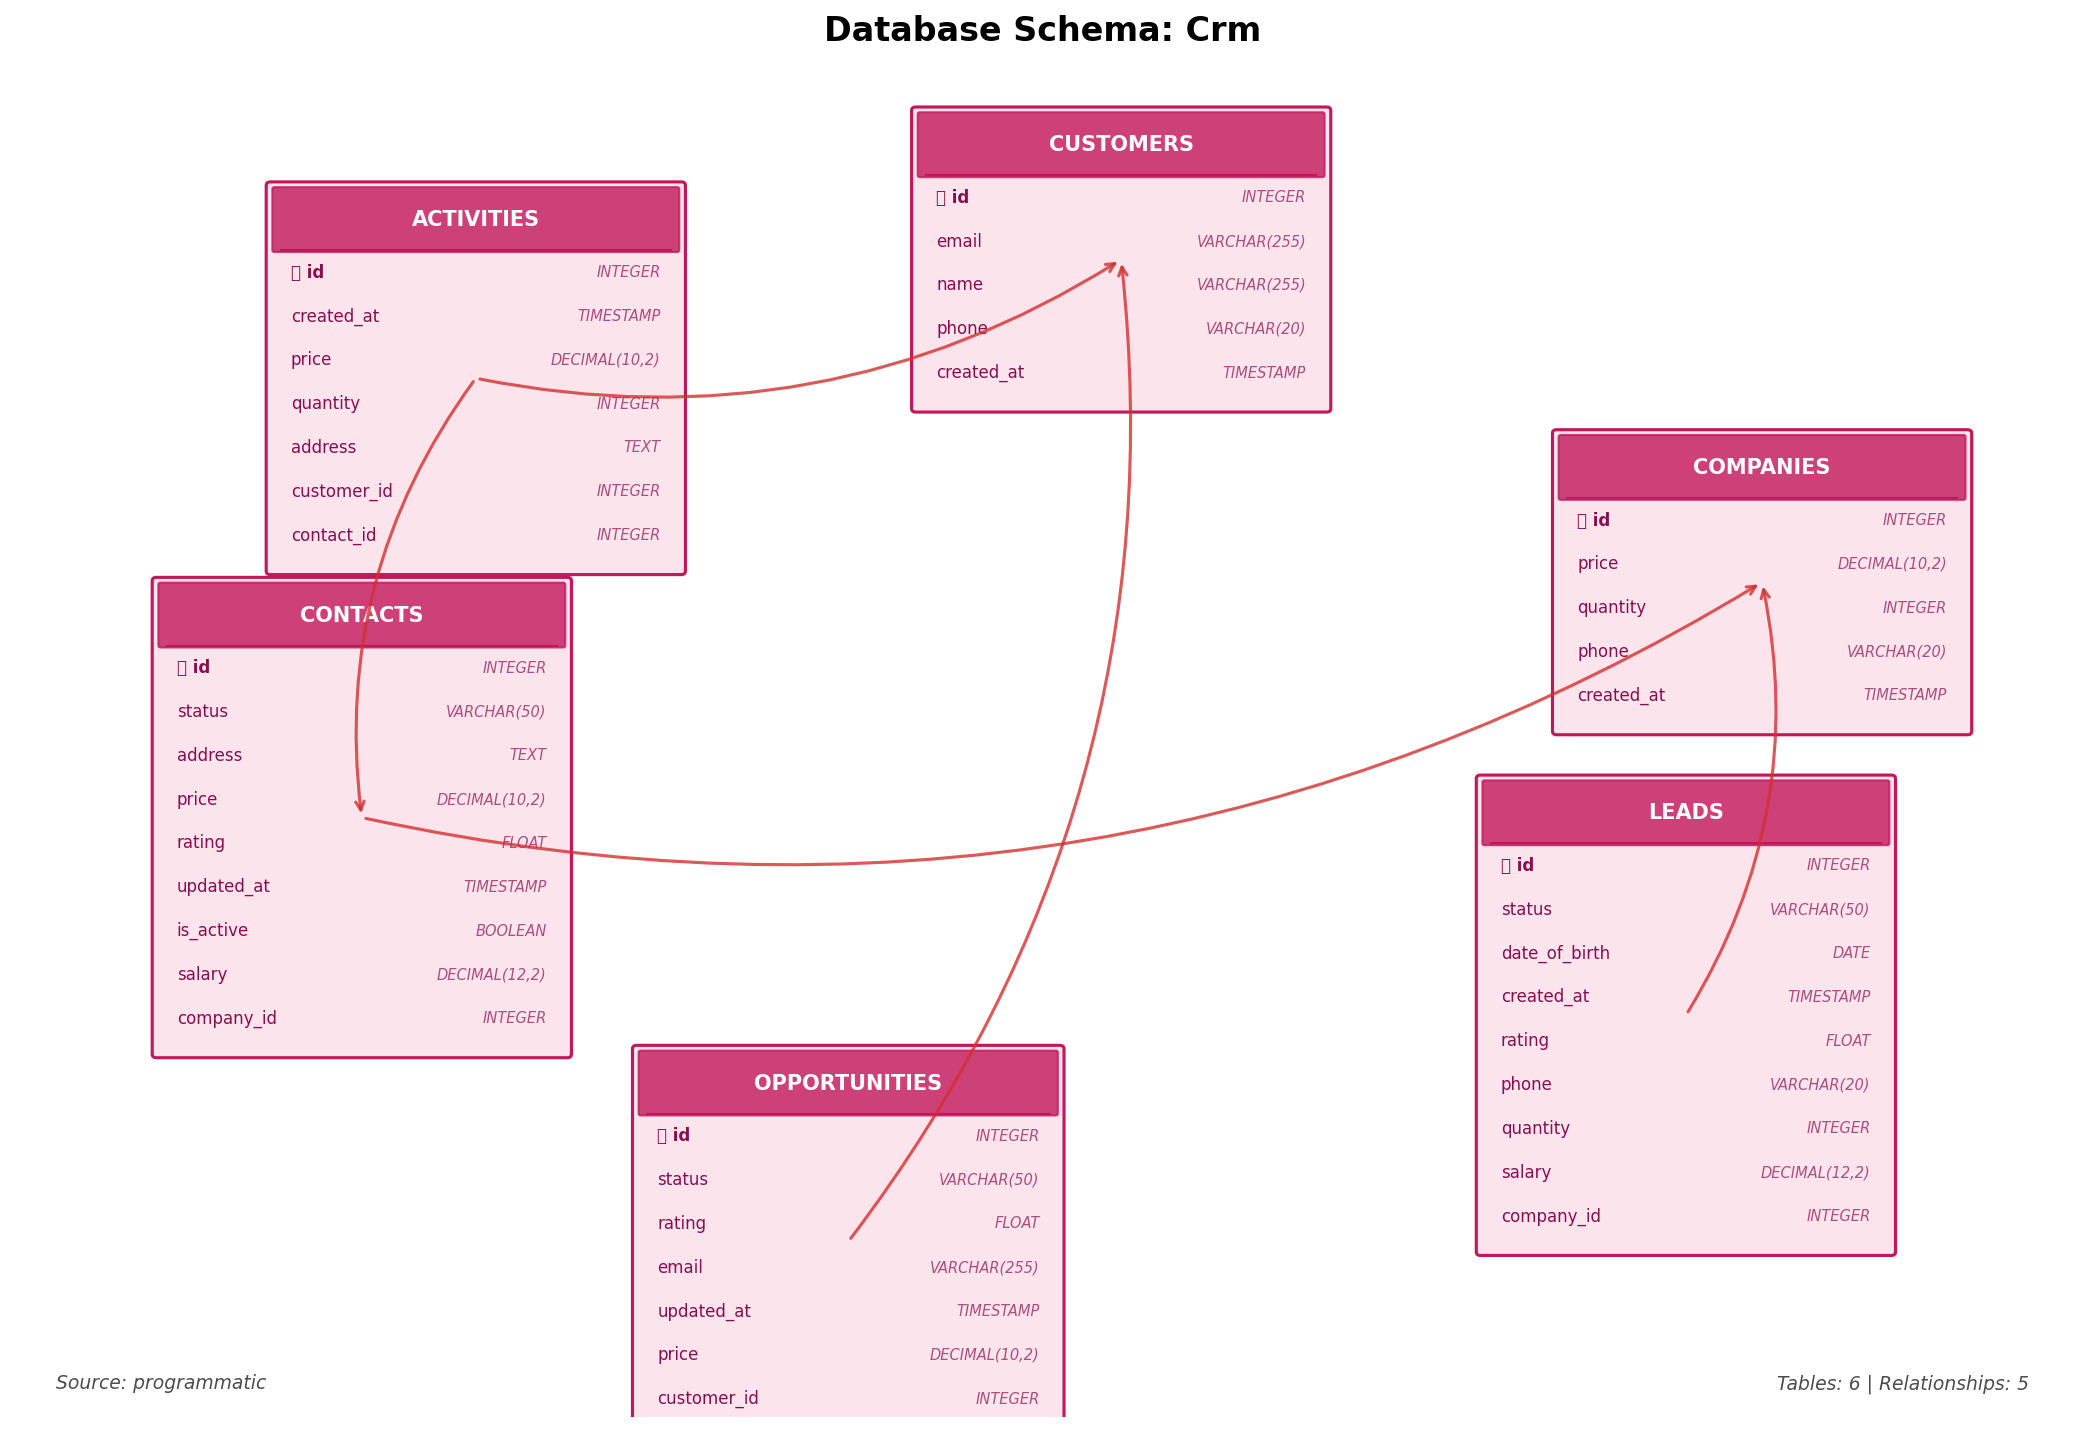 Database Schema: Crm
CUSTOMERS
id INTEGER
email VARCHAR(255)
name VARCHAR(255)
phone VARCHAR(20)
created_at TIMESTAMP
ACTIVITIES
id INTEGER
created_at TIMESTAMP
price DECIMAL(10,2)
quantity INTEGER
address TEXT
customer_id INTEGER
contact_id INTEGER
COMPANIES
id INTEGER
price DECIMAL(10,2)
quantity INTEGER
phone VARCHAR(20)
created_at TIMESTAMP
CONTACTS
id INTEGER
status VARCHAR(50)
address TEXT
price DECIMAL(10,2)
rating FLOAT
updated_at TIMESTAMP
is_active BOOLEAN
salary DECIMAL(12,2)
company_id INTEGER
LEADS
id INTEGER
status VARCHAR(50)
date_of_birth DATE
created_at TIMESTAMP
rating FLOAT
phone VARCHAR(20)
quantity INTEGER
salary DECIMAL(12,2)
company_id INTEGER
OPPORTUNITIES
id INTEGER
status VARCHAR(50)
rating FLOAT
email VARCHAR(255)
updated_at TIMESTAMP
price DECIMAL(10,2)
customer_id INTEGER
Source: programmatic
Tables: 6 | Relationships: 5